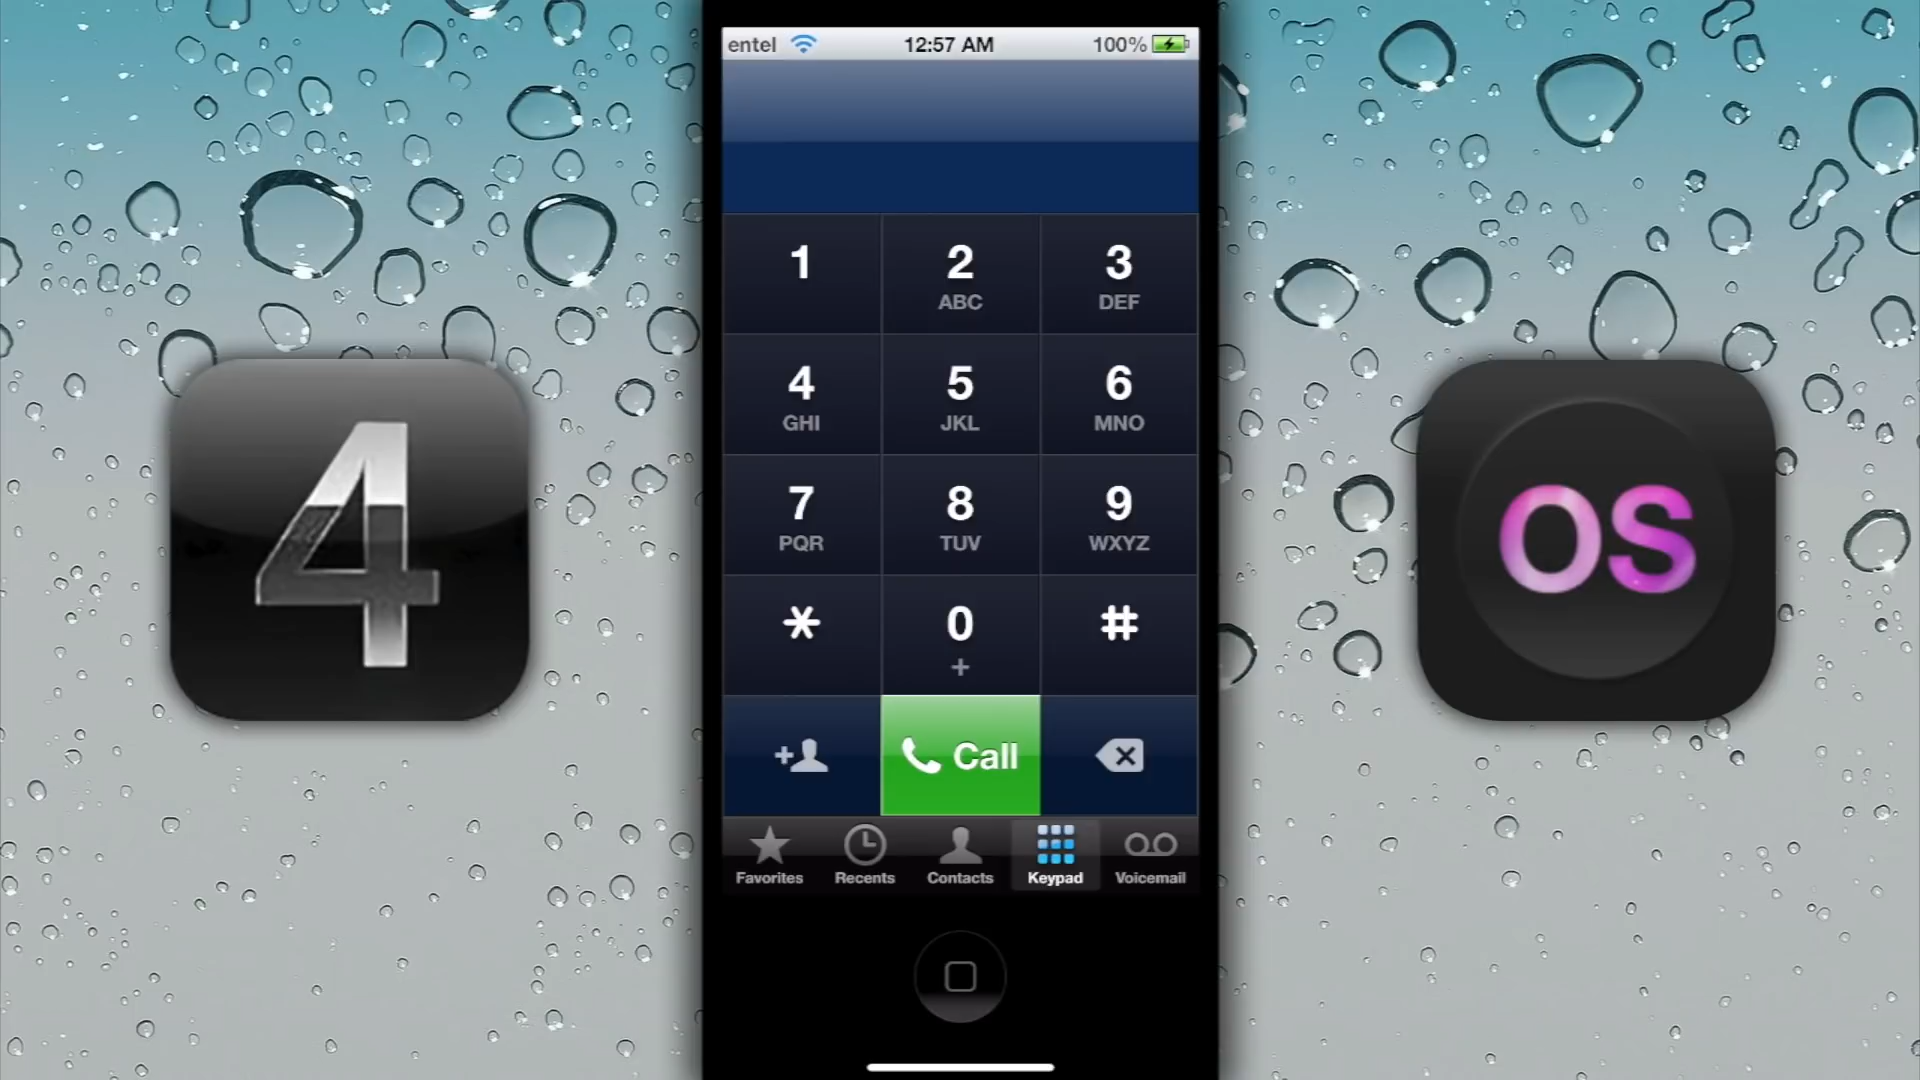 entel 12:57 AM 100%
1 2 3
ABC DEF
4 5 6
GHI JKL MNO
7 8 9
PQR TUV WXYZ
* 0 #
+
+ Call
Favorites Recents Contacts Keypad Voicemail
4
OS